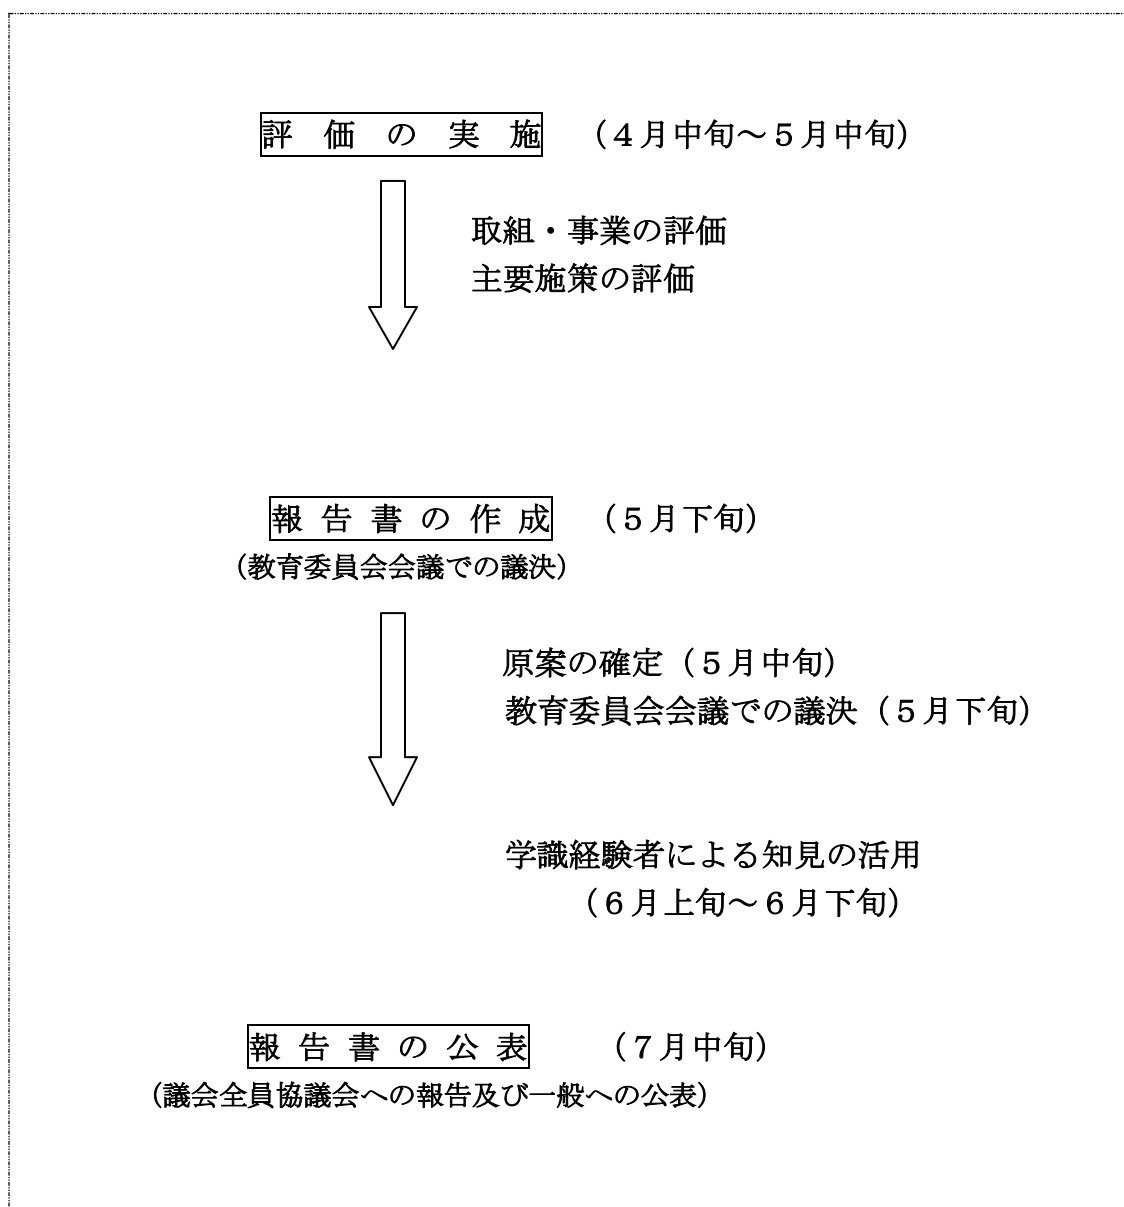 評価の実施 （４月中旬～５月中旬）
取組・事業の評価
主要施策の評価
報告書の作成 （５月下旬）
（教育委員会会議での議決）
原案の確定（５月中旬）
教育委員会会議での議決（５月下旬）
学識経験者による知見の活用
（６月上旬～６月下旬）
報告書の公表 （７月中旬）
（議会全員協議会への報告及び一般への公表）